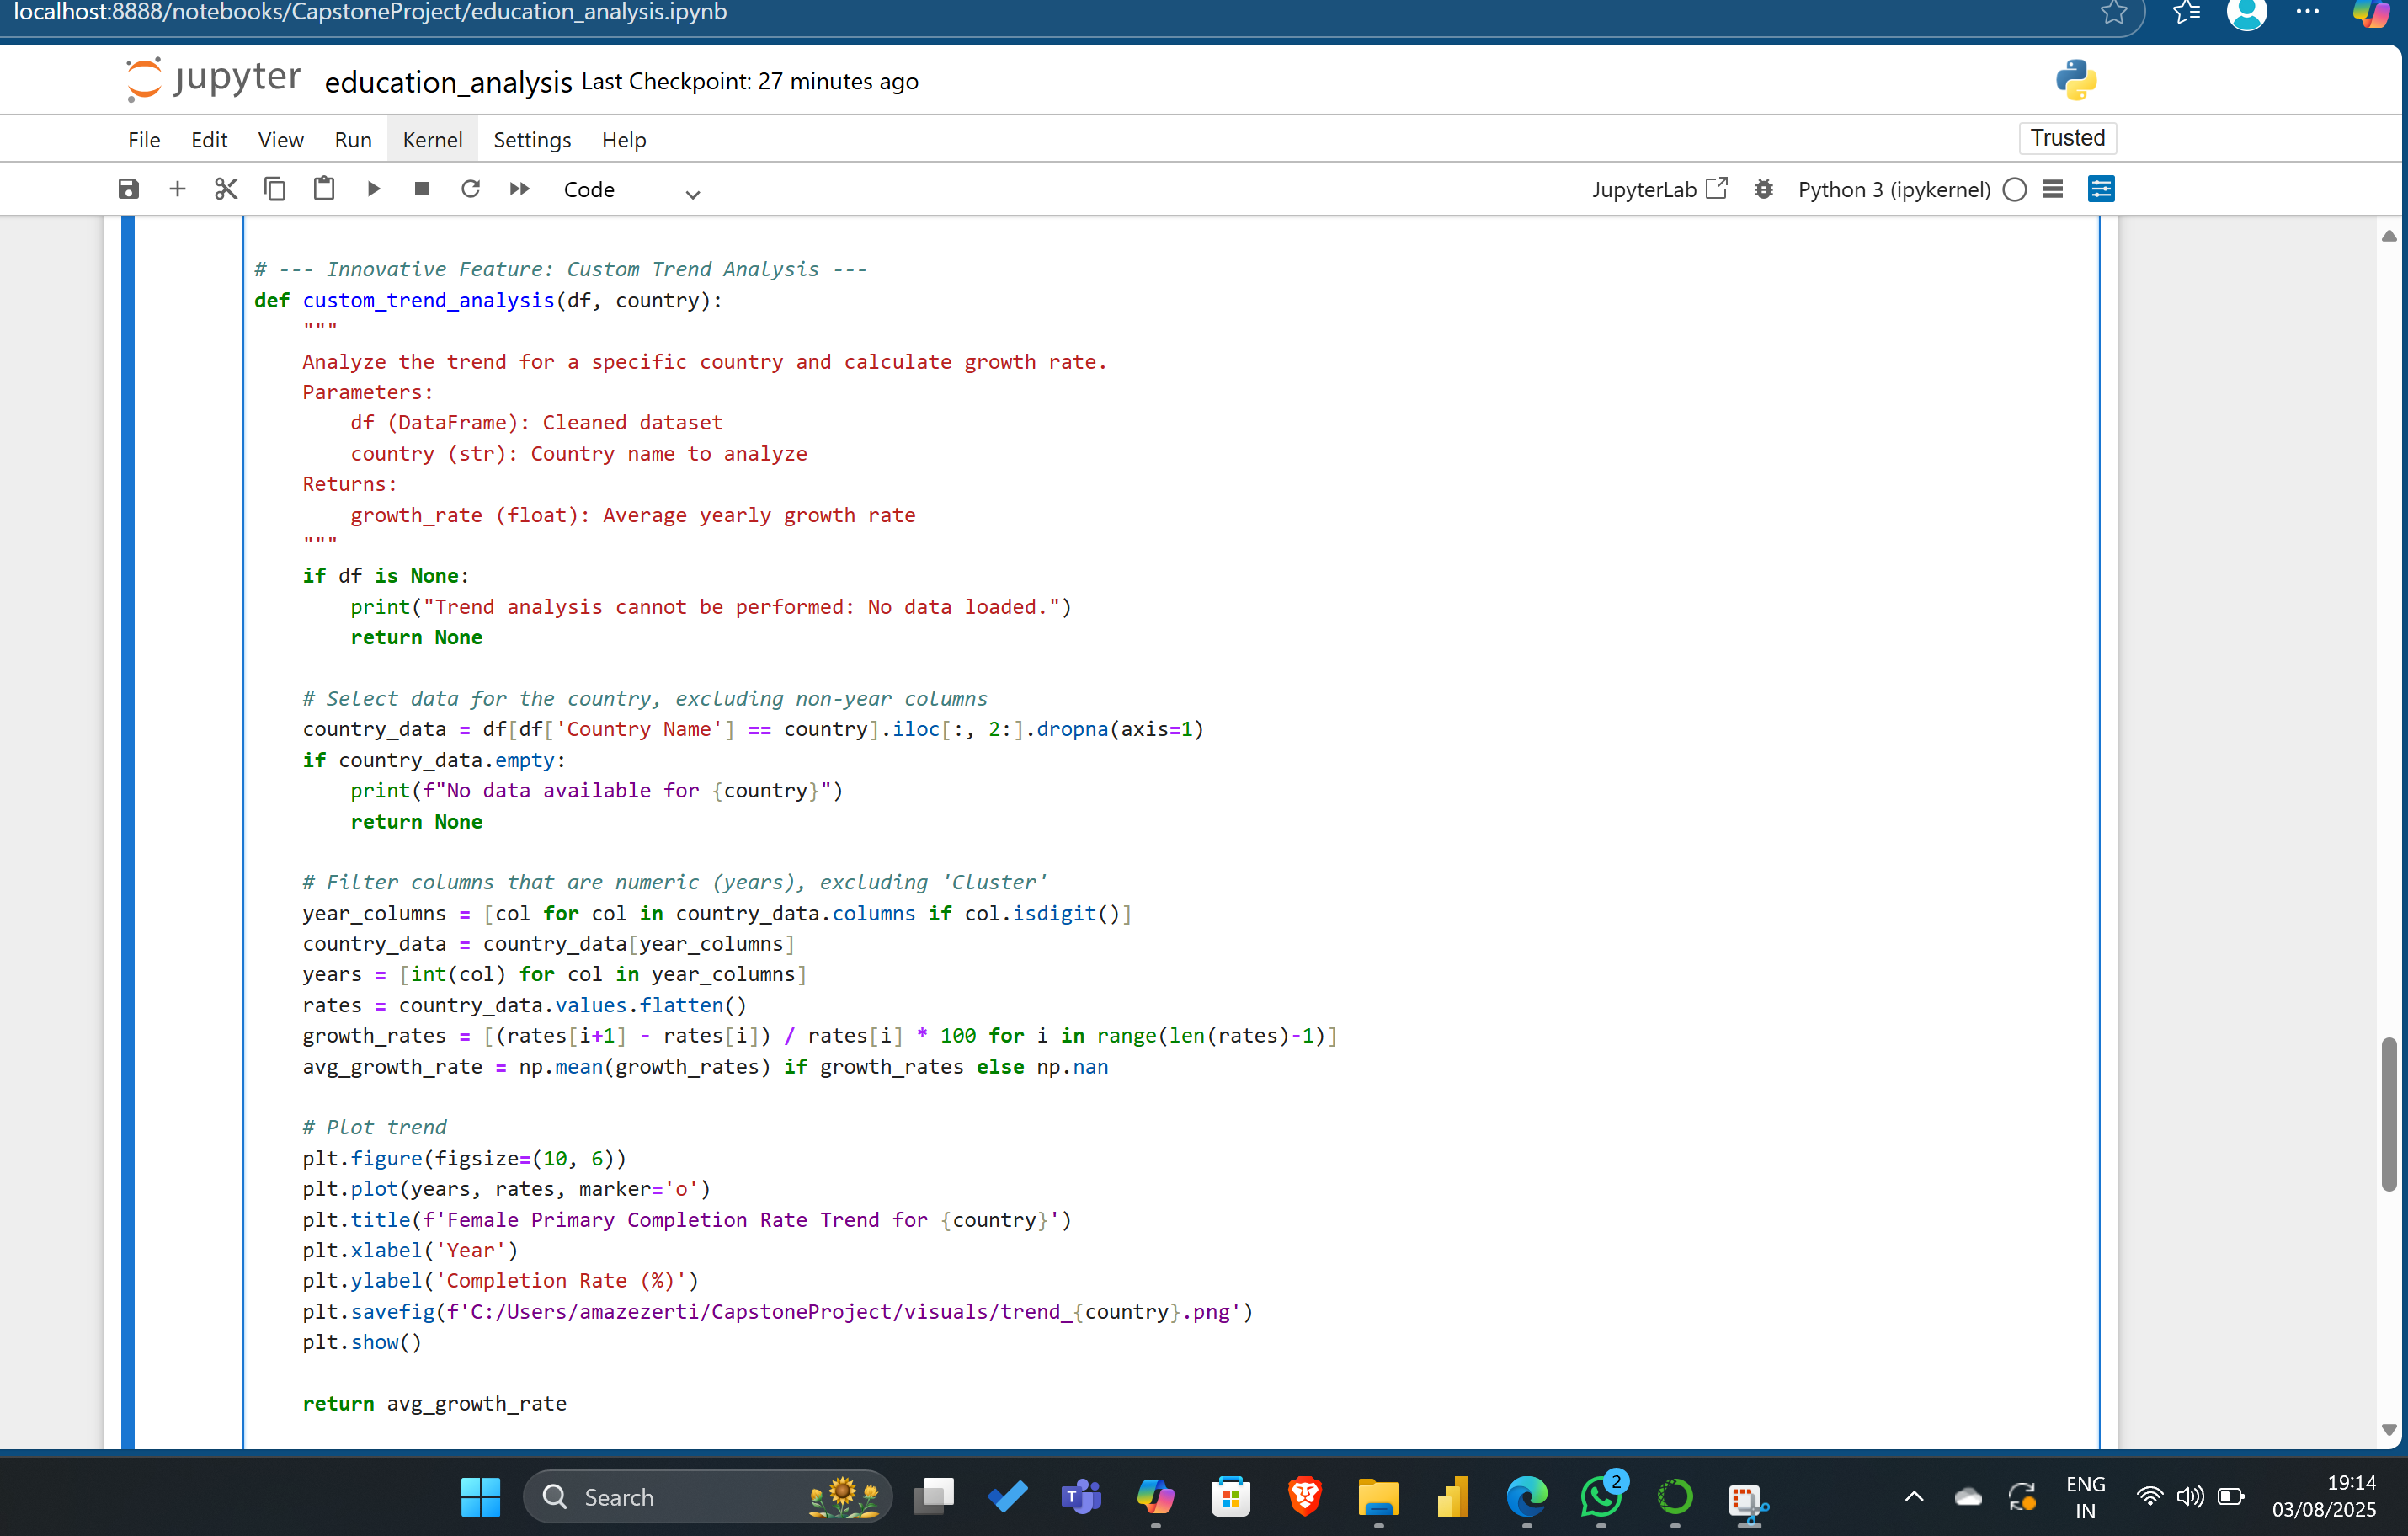 localhost:8888/notebooks/CapstoneProject/education_analysis.ipynb
jupyter education_analysis Last Checkpoint: 27 minutes ago
File Edit View Run Kernel Settings Help
Trusted
Code
JupyterLab
Python 3 (ipykernel)
# --- Innovative Feature: Custom Trend Analysis ---
def custom_trend_analysis(df, country):
    """
    Analyze the trend for a specific country and calculate growth rate.
    Parameters:
        df (DataFrame): Cleaned dataset
        country (str): Country name to analyze
    Returns:
        growth_rate (float): Average yearly growth rate
    """
    if df is None:
        print("Trend analysis cannot be performed: No data loaded.")
        return None
    # Select data for the country, excluding non-year columns
    country_data = df[df['Country Name'] == country].iloc[:, 2:].dropna(axis=1)
    if country_data.empty:
        print(f"No data available for {country}")
        return None
    # Filter columns that are numeric (years), excluding 'Cluster'
    year_columns = [col for col in country_data.columns if col.isdigit()]
    country_data = country_data[year_columns]
    years = [int(col) for col in year_columns]
    rates = country_data.values.flatten()
    growth_rates = [(rates[i+1] - rates[i]) / rates[i] * 100 for i in range(len(rates)-1)]
    avg_growth_rate = np.mean(growth_rates) if growth_rates else np.nan
    # Plot trend
    plt.figure(figsize=(10, 6))
    plt.plot(years, rates, marker='o')
    plt.title(f'Female Primary Completion Rate Trend for {country}')
    plt.xlabel('Year')
    plt.ylabel('Completion Rate (%)')
    plt.savefig(f'C:/Users/amazezerti/CapstoneProject/visuals/trend_{country}.png')
    plt.show()
    return avg_growth_rate
Search
T
2
ENG
IN
19:14
03/08/2025